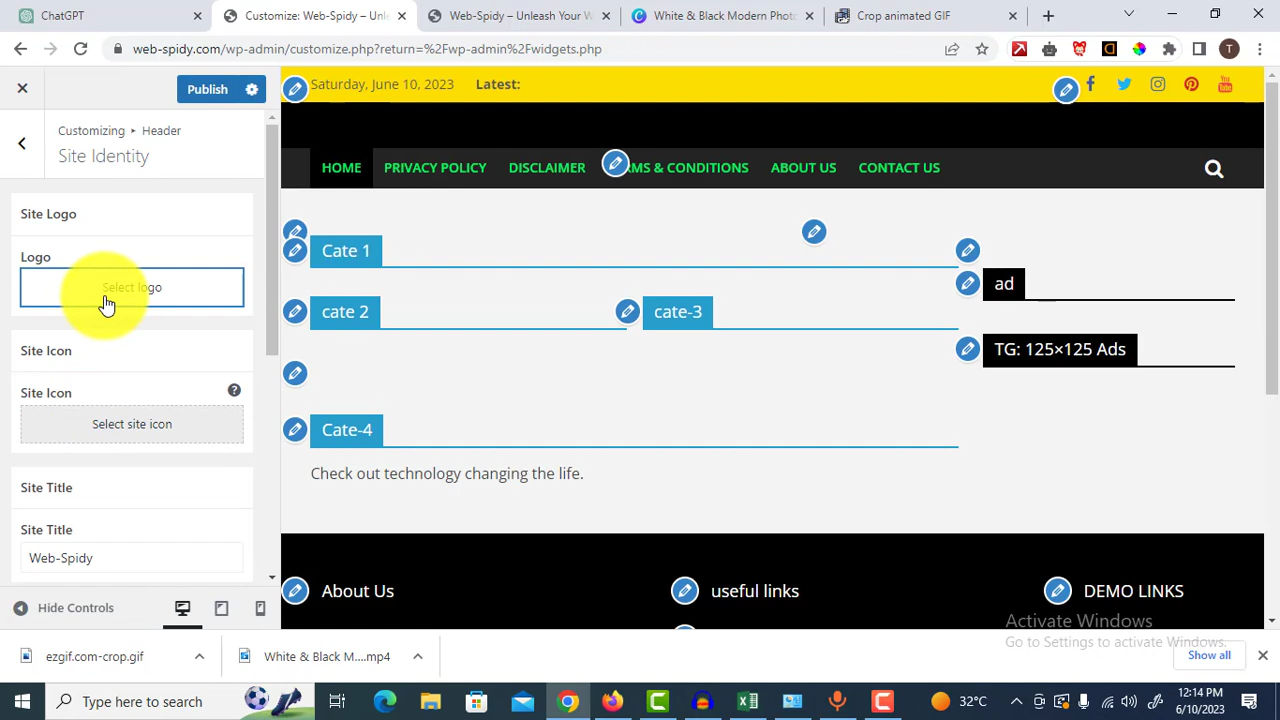 ChatGPT
Customize: Web-Spidy – Unle
Web-Spidy – Unleash Your W
White & Black Modern Photo
Crop animated GIF
web-spidy.com/wp-admin/customize.php?return=%2Fwp-admin%2Fwidgets.php
T
Publish
Customizing ▸ Header
Site Identity
Site Logo
Logo
Select logo
Site Icon
Site Icon
Select site icon
Site Title
Site Title
Web-Spidy
Hide Controls
Saturday, June 10, 2023 Latest:
HOME PRIVACY POLICY DISCLAIMER RMS & CONDITIONS ABOUT US CONTACT US
Cate 1
cate 2
cate-3
ad
TG: 125×125 Ads
Cate-4
Check out technology changing the life.
About Us
useful links
DEMO LINKS
Activate Windows
Go to Settings to activate Windows.
ezgif.com-crop.gif
White & Black M....mp4
Show all
Type here to search
32°C
12:14 PM
6/10/2023